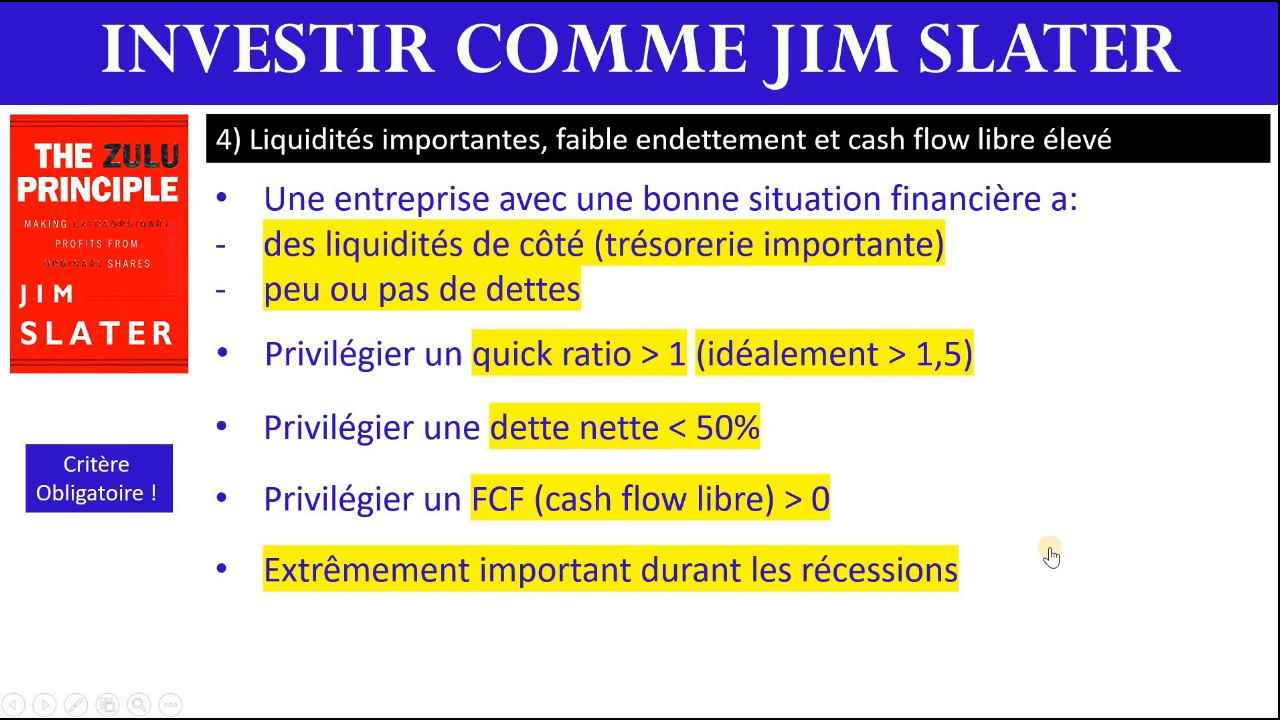 INVESTIR COMME JIM SLATER
THE ZULU
PRINCIPLE
MAKING EXTRAORDINARY
PROFITS FROM
ORDINARY SHARES
JIM
SLATER
4) Liquidités importantes, faible endettement et cash flow libre élevé
• Une entreprise avec une bonne situation financière a:
- des liquidités de côté (trésorerie importante)
- peu ou pas de dettes
• Privilégier un quick ratio > 1 (idéalement > 1,5)
• Privilégier une dette nette < 50%
• Privilégier un FCF (cash flow libre) > 0
• Extrêmement important durant les récessions
Critère
Obligatoire !